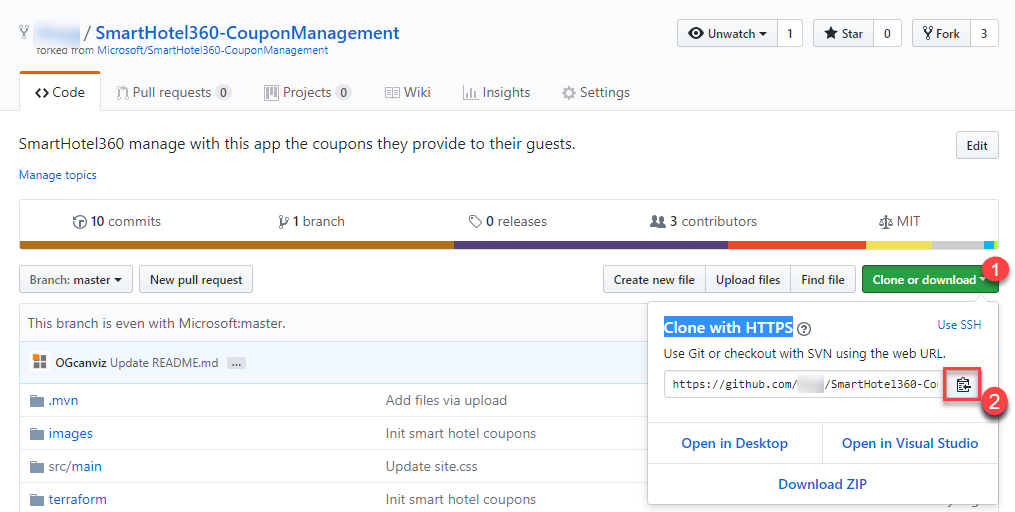 / SmartHotel360-CouponManagement
Unwatch 1 Star 0 Fork 3
forked from Microsoft/SmartHotel360-CouponManagement
Code Pull requests 0 Projects 0 Wiki Insights Settings
SmartHotel360 manage with this app the coupons they provide to their guests.
Edit
Manage topics
10 commits 1 branch 0 releases 3 contributors MIT
1
Branch: master New pull request Create new file Upload files Find file Clone or download
This branch is even with Microsoft:master.
Clone with HTTPS ? Use SSH
Use Git or checkout with SVN using the web URL.
OGcanviz Update README.md ...
https://github.com/ /SmartHotel360-Co
2
.mvn Add files via upload
images Init smart hotel coupons
Open in Desktop Open in Visual Studio
src/main Update site.css
Download ZIP
terraform Init smart hotel coupons